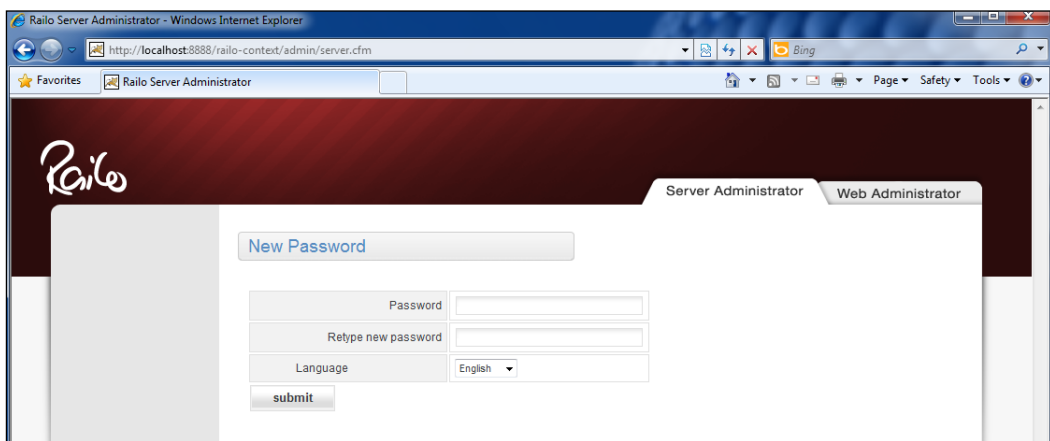 Railo Server Administrator - Windows Internet Explorer
http://localhost:8888/railo-context/admin/server.cfm
Bing
Favorites
Railo Server Administrator
Page
Safety
Tools
Railo
Server Administrator
Web Administrator
New Password
Password
Retype new password
Language
English
submit